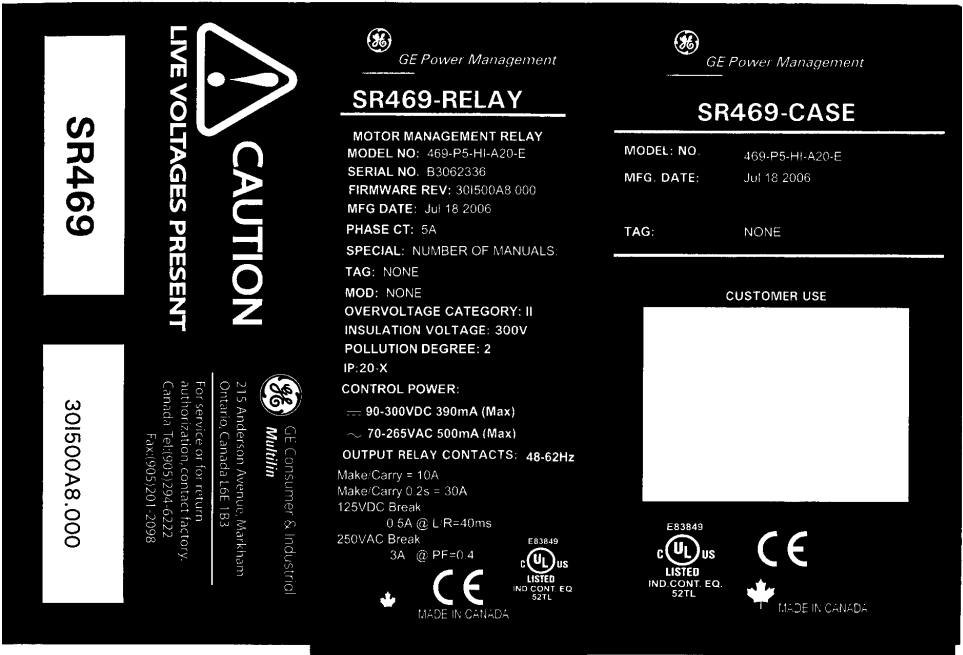 SR469
30I500A8.000
CAUTION
LIVE VOLTAGES PRESENT
GE Consumer & Industrial
Multilin
215 Anderson Avenue, Markham
Ontario, Canada L6E 1B3
For service or for return
authorization, contact factory.
Canada Tel:(905)294-6222
Fax:(905)201-2098
GE Power Management
SR469-RELAY
MOTOR MANAGEMENT RELAY
MODEL NO: 469-P5-HI-A20-E
SERIAL NO. B3062336
FIRMWARE REV: 30I500A8.000
MFG DATE: Jul 18 2006
PHASE CT: 5A
SPECIAL: NUMBER OF MANUALS:
TAG: NONE
MOD: NONE
OVERVOLTAGE CATEGORY: II
INSULATION VOLTAGE: 300V
POLLUTION DEGREE: 2
IP:20-X
CONTROL POWER:
90-300VDC 390mA (Max)
~ 70-265VAC 500mA (Max)
OUTPUT RELAY CONTACTS: 48-62Hz
Make/Carry = 10A
Make/Carry 0.2s = 30A
125VDC Break
0.5A @ L/R=40ms
250VAC Break
3A @ PF=0.4
E83849
C UL US
LISTED
IND.CONT. EQ
52TL
CE
MADE IN CANADA
GE Power Management
SR469-CASE
MODEL: NO. 469-P5-HI-A20-E
MFG. DATE: Jul 18 2006
TAG: NONE
CUSTOMER USE
E83849
C UL US
LISTED
IND.CONT. EQ.
52TL
CE
MADE IN CANADA